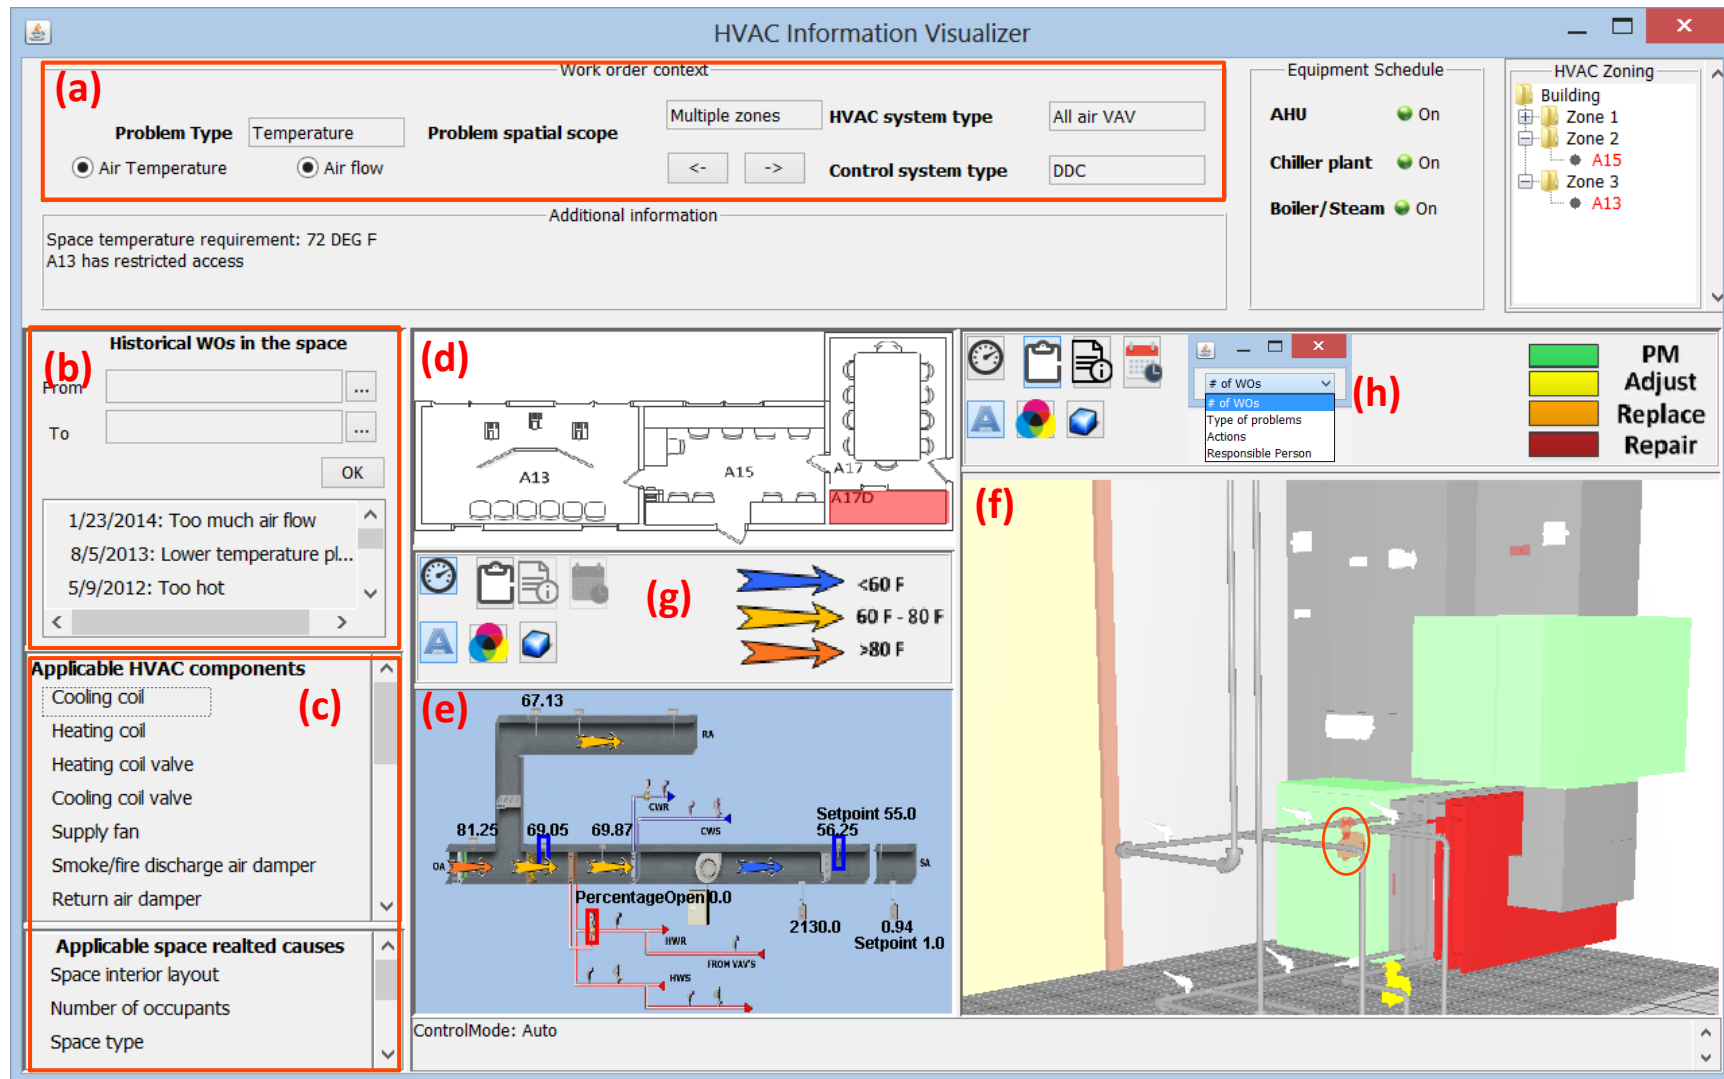 HVAC Information Visualizer
(a)
Work order context
Problem Type
Temperature
Problem spatial scope
Multiple zones
HVAC system type
All air VAV
Air Temperature
Air flow
<-
->
Control system type
DDC
Additional information
Space temperature requirement: 72 DEG F
A13 has restricted access
Equipment Schedule
AHU
On
Chiller plant
On
Boiler/Steam
On
HVAC Zoning
Building
Zone 1
Zone 2
A15
Zone 3
A13
(b)
Historical WOs in the space
From
...
To
...
OK
1/23/2014: Too much air flow
8/5/2013: Lower temperature pl...
5/9/2012: Too hot
(c)
Applicable HVAC components
Cooling coil
Heating coil
Heating coil valve
Cooling coil valve
Supply fan
Smoke/fire discharge air damper
Return air damper
Applicable space realted causes
Space interior layout
Number of occupants
Space type
(d)
A13
A15
A17
A17D
(g)
<60 F
60 F - 80 F
>80 F
(e)
67.13
RA
CWR
CWS
81.25
69.05
69.87
Setpoint 55.0
56.25
OA
SA
PercentageOpen 0.0
2130.0
0.94
Setpoint 1.0
HWR
FROM VAV'S
HWS
ControlMode: Auto
# of WOs
# of WOs
Type of problems
Actions
Responsible Person
(h)
PM
Adjust
Replace
Repair
(f)